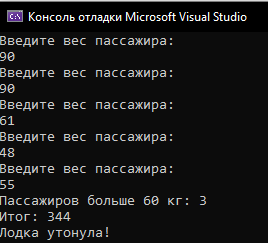 Консоль отладки Microsoft Visual Studio
Введите вес пассажира:
90
Введите вес пассажира:
90
Введите вес пассажира:
61
Введите вес пассажира:
48
Введите вес пассажира:
55
Пассажиров больше 60 кг: 3
Итог: 344
Лодка утонула!